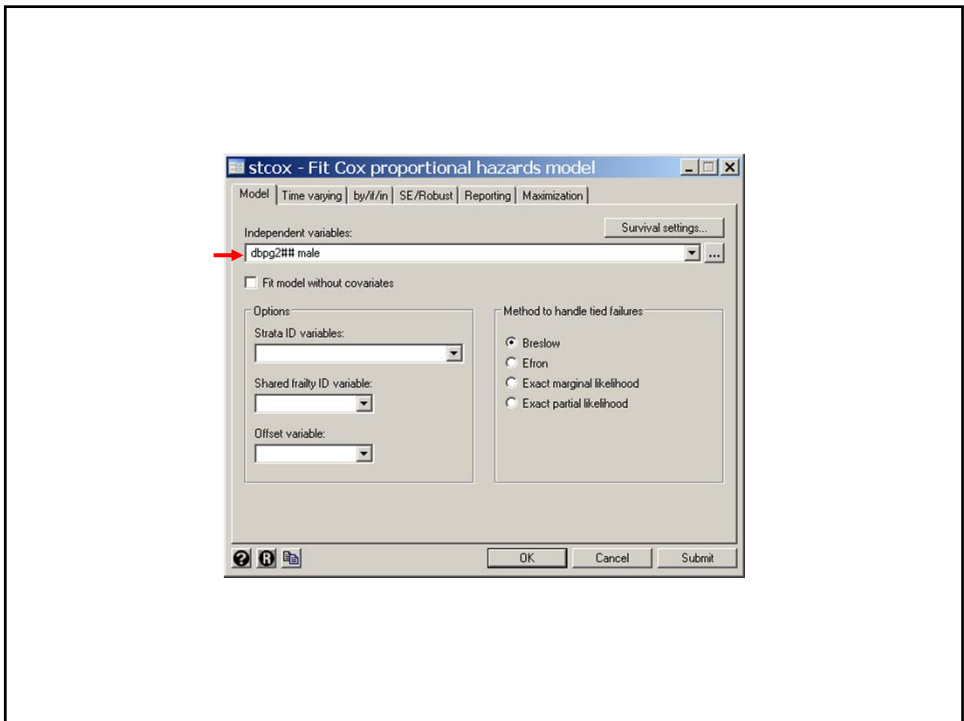 stcox - Fit Cox proportional hazards model
Model Time varying by/if/in SE/Robust Reporting Maximization
Survival settings...
Independent variables:
dbpg2## male
...
Fit model without covariates
Options
Strata ID variables:
Shared frailty ID variable:
Offset variable:
Method to handle tied failures
Breslow
Efron
Exact marginal likelihood
Exact partial likelihood
? R OK Cancel Submit